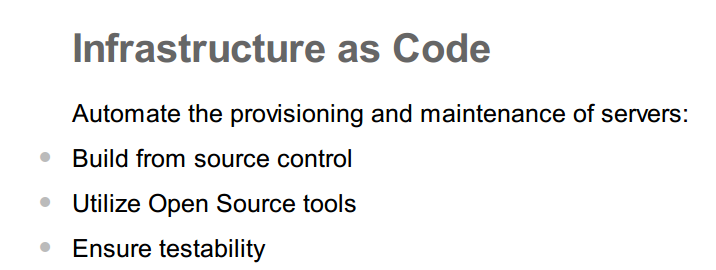 Infrastructure as Code
Automate the provisioning and maintenance of servers:
Build from source control
Utilize Open Source tools
Ensure testability